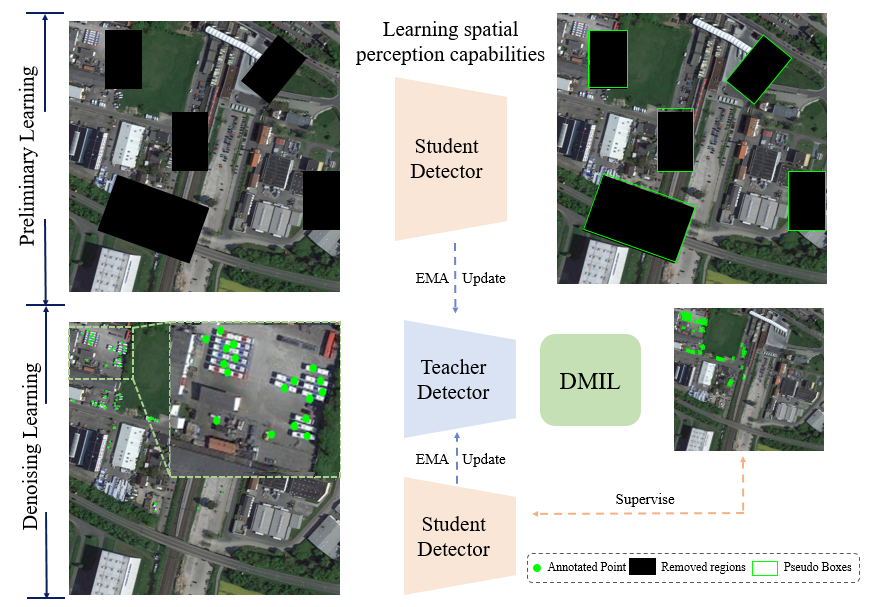 Learning spatial
perception capabilities
Preliminary Learning
Student
Detector
EMA Update
Denoising Learning
Teacher
Detector
DMIL
EMA Update
Student
Detector
Supervise
Annotated Point
Removed regions
Pseudo Boxes